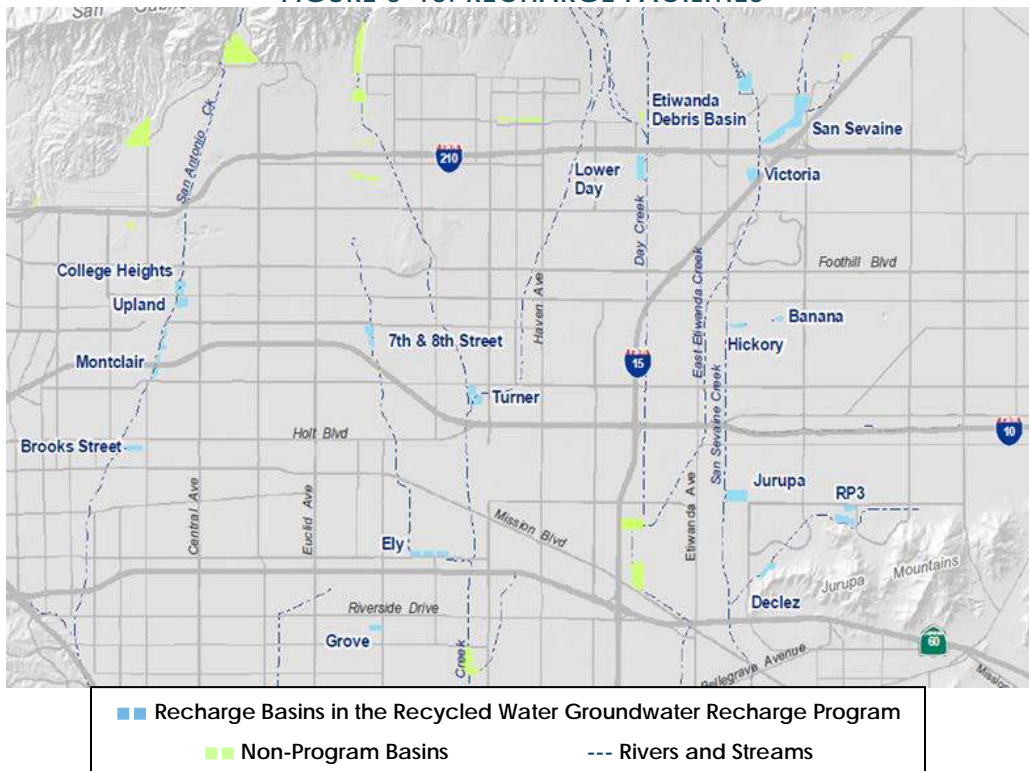 San
San Antonio Ck
210
Etiwanda
Debris Basin
San Sevaine
Lower
Day
Victoria
Day Creek
East Etiwanda Creek
Foothill Blvd
College Heights
Upland
Haven Ave
Banana
7th & 8th Street
Hickory
Montclair
15
San Sevaine Creek
Turner
Holt Blvd
10
Brooks Street
Jurupa
RP3
Central Ave
Euclid Ave
Mission Blvd
Etiwanda Ave
Ely
Jurupa Mountains
Declez
Riverside Drive
Grove
Creek
60
Bellegrave Avenue
Mission
Recharge Basins in the Recycled Water Groundwater Recharge Program
Non-Program Basins
Rivers and Streams